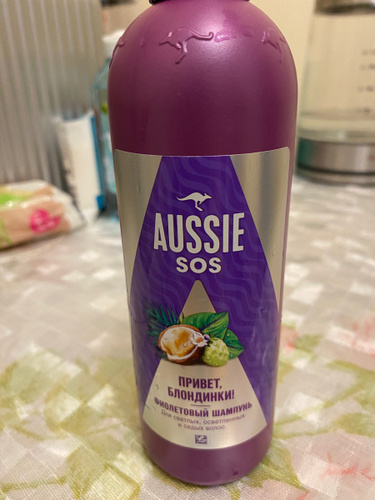 AUSSIE
SOS
ПРИВЕТ,
БЛОНДИНКИ!
ФИОЛЕТОВЫЙ ШАМПУНЬ
Для светлых, осветленных
и седых волос